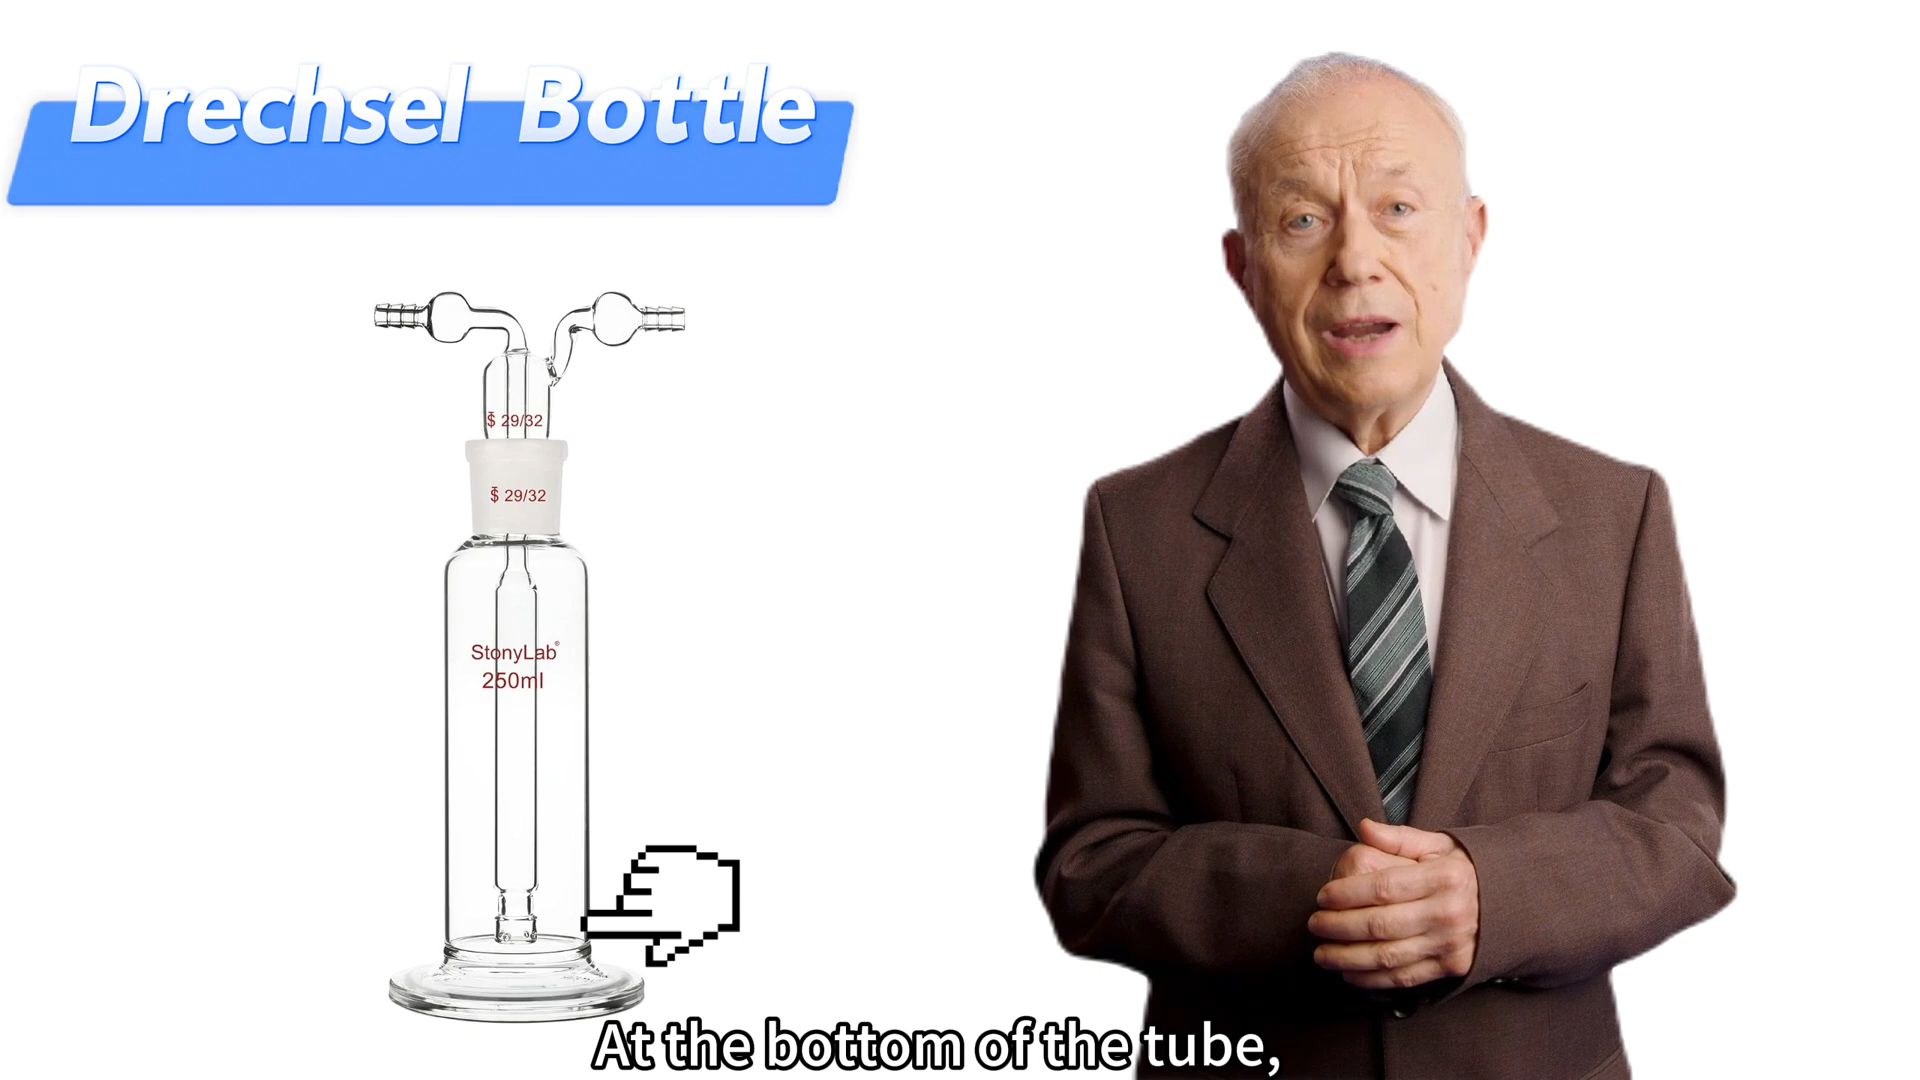 Drechsel Bottle
$ 29/32
$ 29/32
StonyLab®
250ml
At the bottom of the tube,